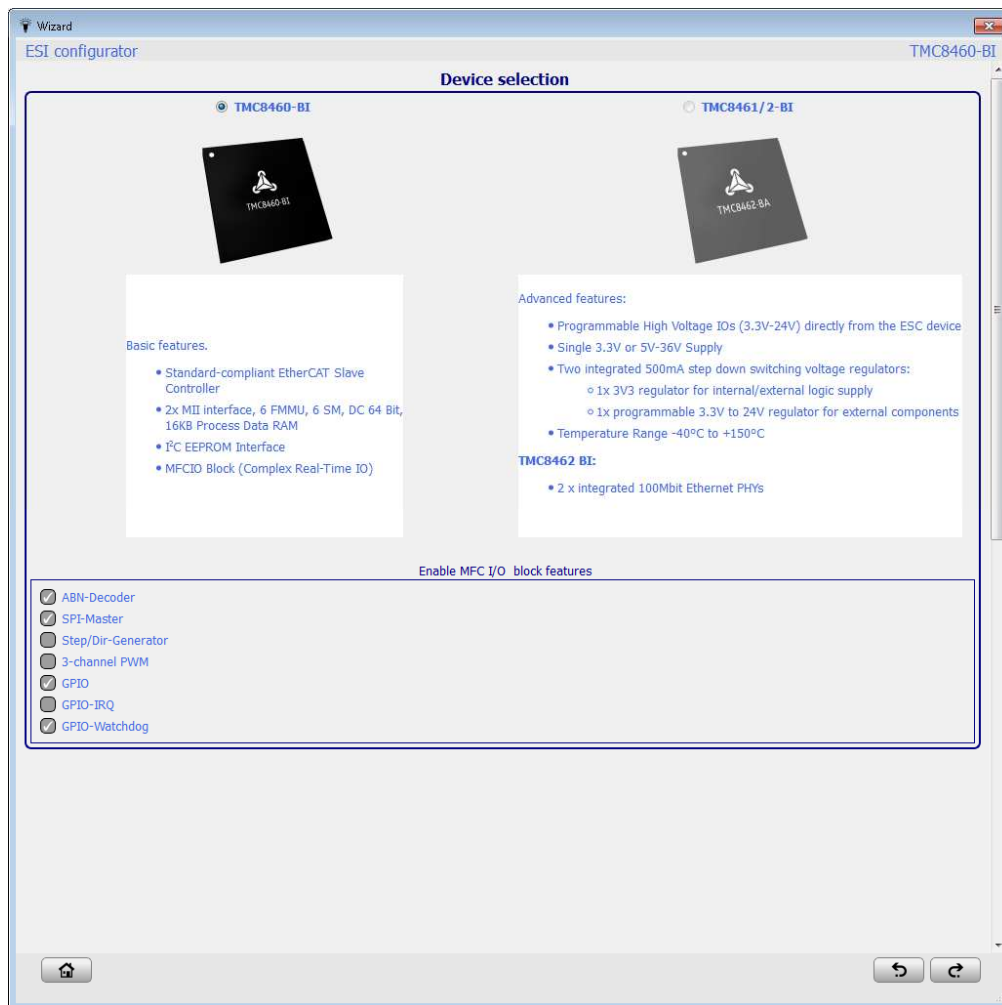 Wizard
ESI configurator
TMC8460-BI
Device selection
TMC8460-BI
TMC8461/2-BI
TMC8460-BI
TMC8462-BA
Basic features.
• Standard-compliant EtherCAT Slave
Controller
• 2x MII interface, 6 FMMU, 6 SM, DC 64 Bit,
16KB Process Data RAM
• I²C EEPROM Interface
• MFCIO Block (Complex Real-Time IO)
Advanced features:
• Programmable High Voltage IOs (3.3V-24V) directly from the ESC device
• Single 3.3V or 5V-36V Supply
• Two integrated 500mA step down switching voltage regulators:
○ 1x 3V3 regulator for internal/external logic supply
○ 1x programmable 3.3V to 24V regulator for external components
• Temperature Range -40°C to +150°C
TMC8462 BI:
• 2 x integrated 100Mbit Ethernet PHYs
Enable MFC I/O block features
ABN-Decoder
SPI-Master
Step/Dir-Generator
3-channel PWM
GPIO
GPIO-IRQ
GPIO-Watchdog